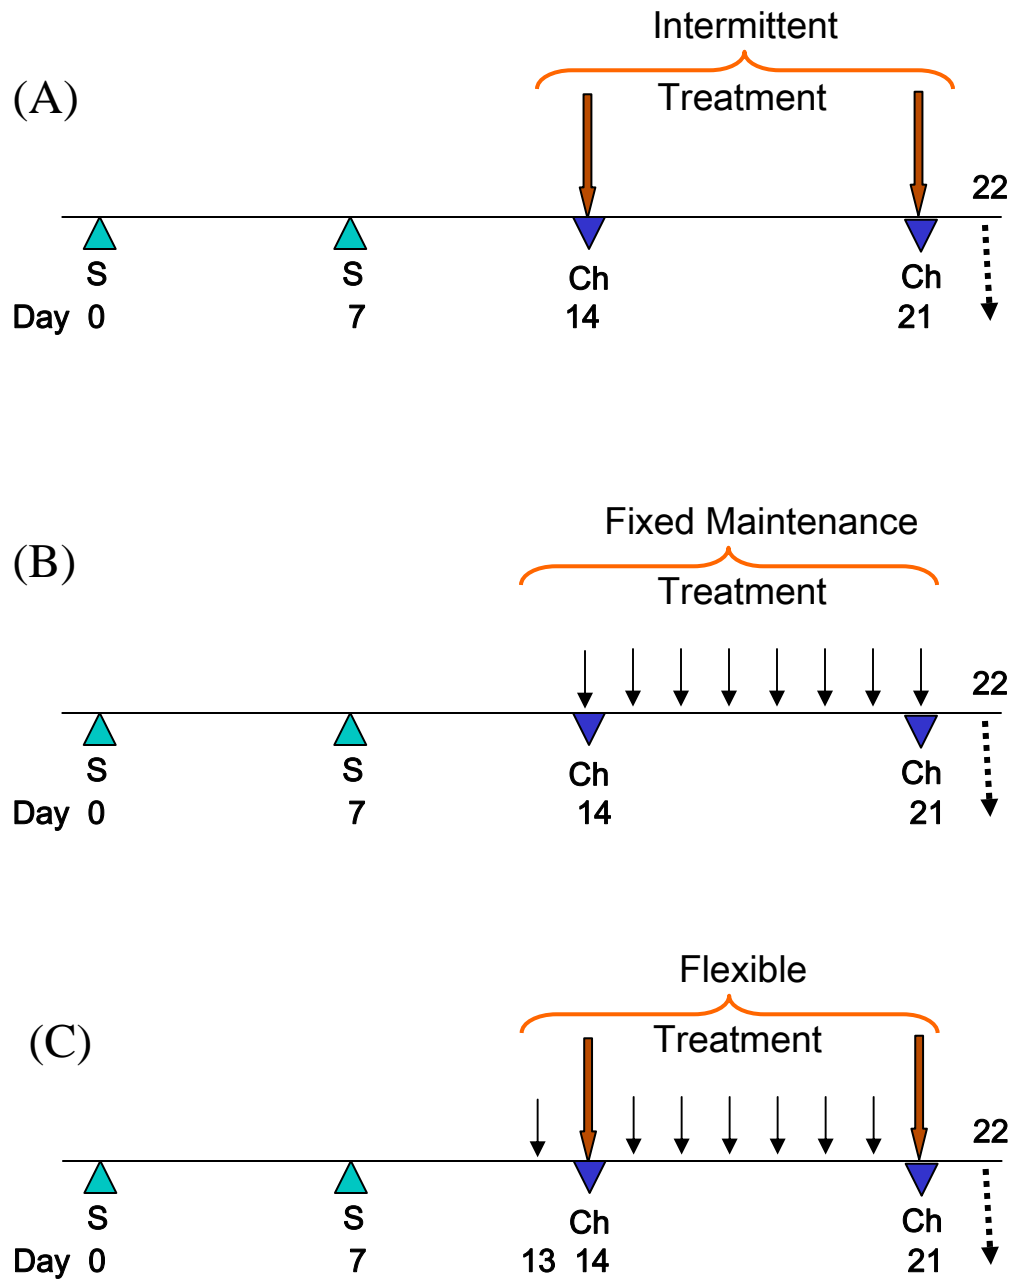 Intermittent
(A)
Treatment
22
S S Ch Ch
Day 0 7 14 21
Fixed Maintenance
(B)
Treatment
22
S S Ch Ch
Day 0 7 14 21
Flexible
(C)
Treatment
22
S S Ch Ch
Day 0 7 13 14 21